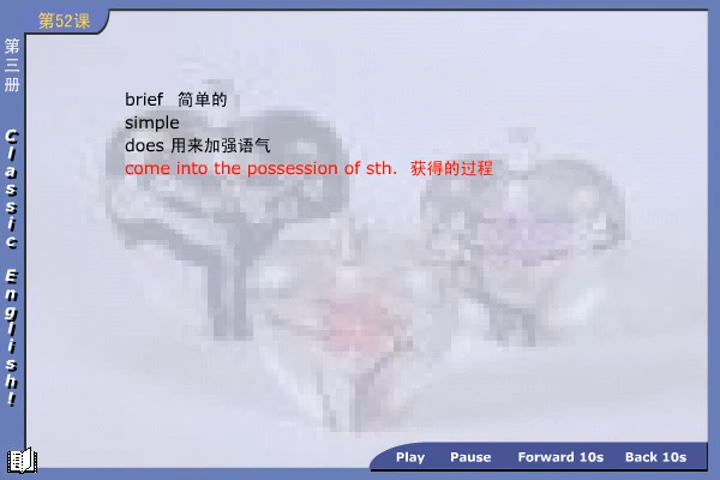 第52课
第三册
Classic English!
brief 简单的
simple
does 用来加强语气
come into the possession of sth. 获得的过程
Play Pause Forward 10s Back 10s